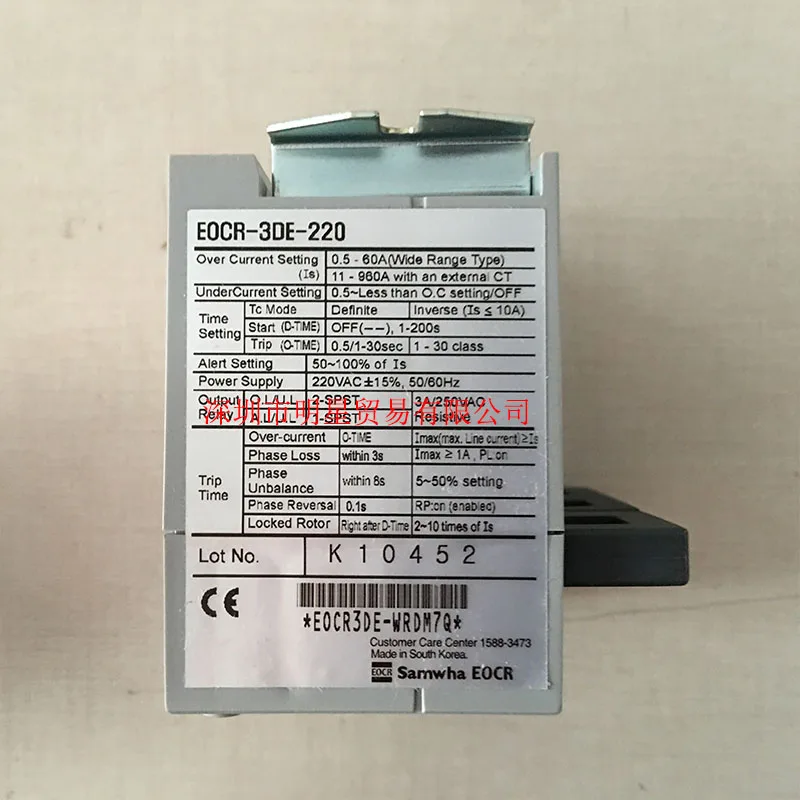 EOCR-3DE-220
Over Current Setting (Is) 0.5 - 60A(Wide Range Type)
11 - 960A with an external CT
UnderCurrent Setting 0.5~Less than O.C setting/OFF
Time Setting Tc Mode Definite Inverse (Is ≤ 10A)
Start (D-TIME) OFF(--), 1-200s
Trip (O-TIME) 0.5/1-30sec 1 - 30 class
Alert Setting 50~100% of Is
Power Supply 220VAC±15%, 50/60Hz
Output Relay O.L/U.L 2-SPST 3A/250VAC
A.L/U.L 1-SPST Resistive
深圳市明星贸易有限公司
Trip Time Over-current O-TIME Imax(max. Line current)≥Is
Phase Loss within 3s Imax ≥ 1A , PL:on
Phase Unbalance within 8s 5~50% setting
Phase Reversal 0.1s RP:on (enabled)
Locked Rotor Right after D-Time 2~10 times of Is
Lot No. K10452
CE
*EOCR3DE-WRDM7Q*
Customer Care Center 1588-3473
Made in South Korea.
EOCR Samwha EOCR